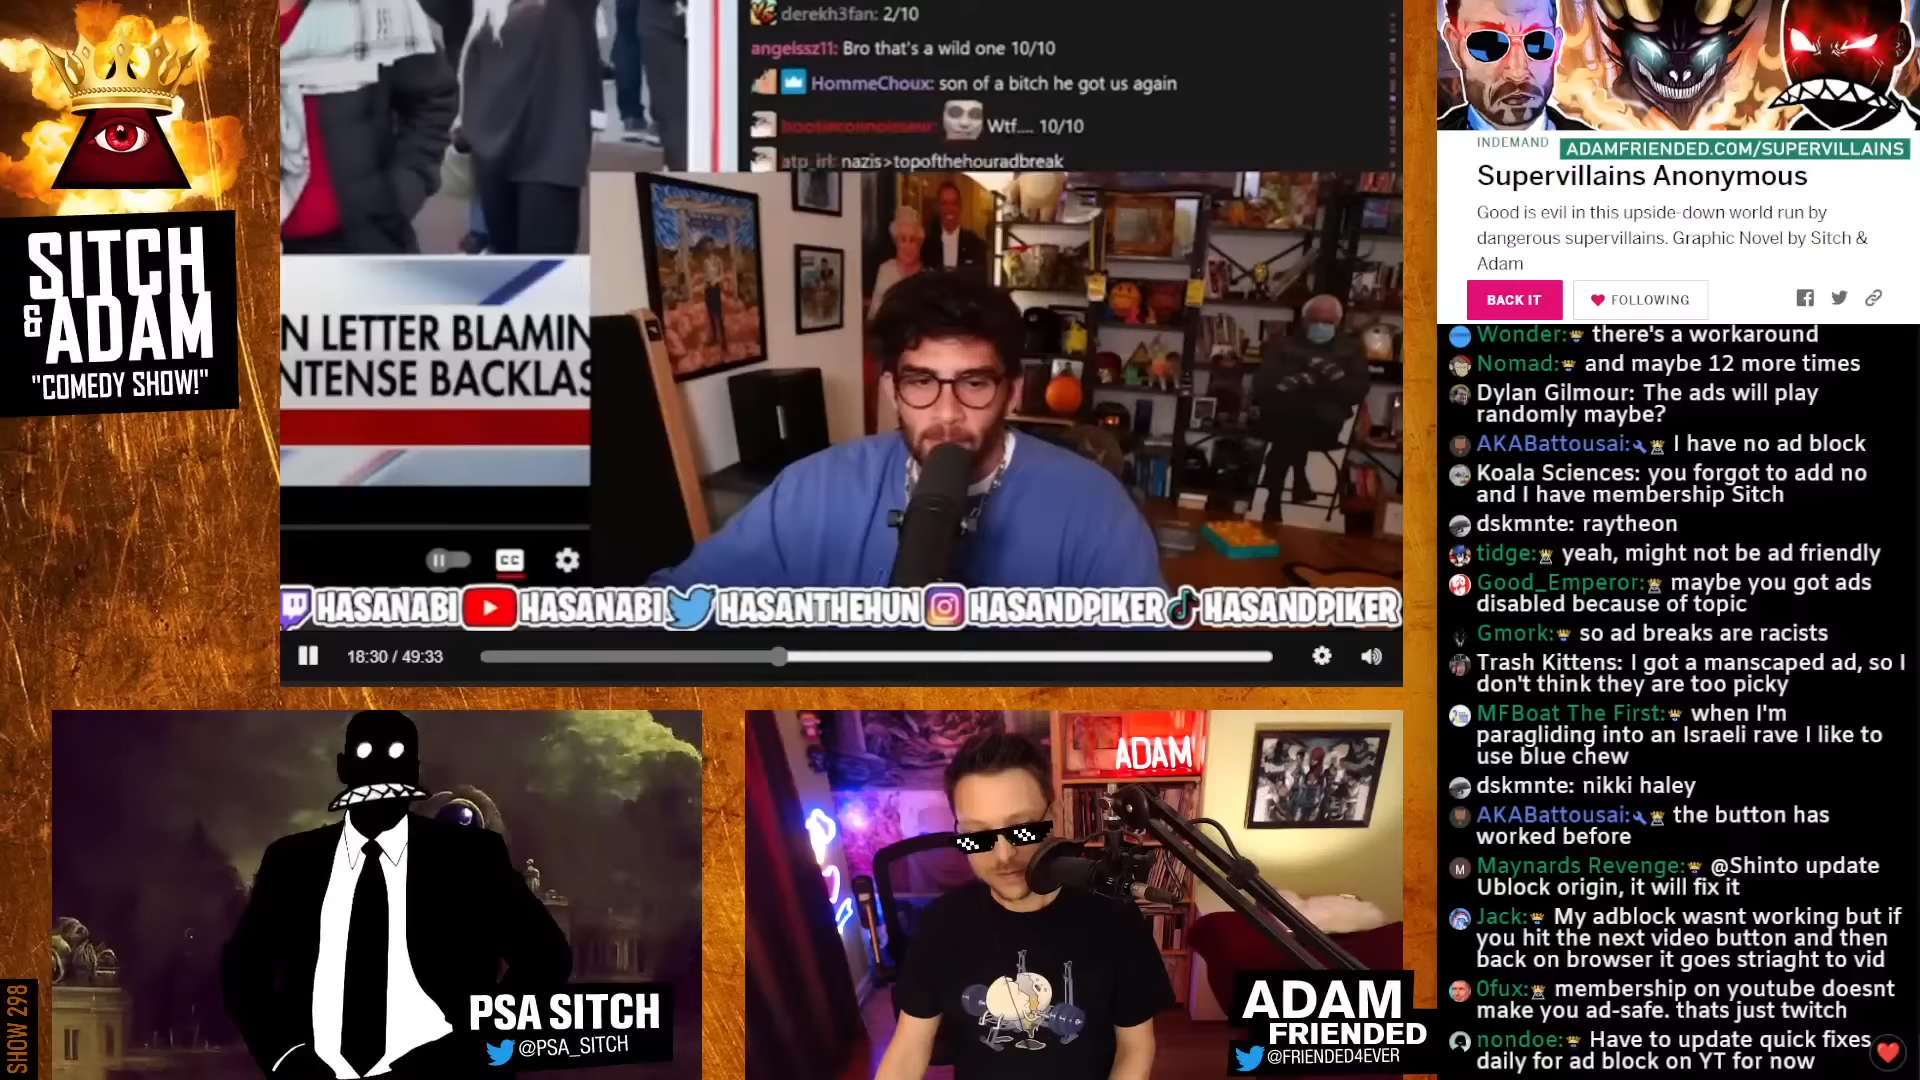 SITCH
& ADAM
"COMEDY SHOW!"
SHOW 298
derekh3fan: 2/10
angelssz11: Bro that's a wild one 10/10
HommeChoux: son of a bitch he got us again
Wtf.... 10/10
atp_irl: nazis>topofthehouradbreak
N LETTER BLAMIN
NTENSE BACKLAS
CC
HASANABI HASANABI HASANTHEHUN HASANDPIKER HASANDPIKER
18:30 / 49:33
PSA SITCH
@PSA_SITCH
ADAM
ADAM
FRIENDED
@FRIENDED4EVER
INDEMAND
ADAMFRIENDED.COM/SUPERVILLAINS
Supervillains Anonymous
Good is evil in this upside-down world run by
dangerous supervillains. Graphic Novel by Sitch &
Adam
BACK IT
FOLLOWING
Wonder: there's a workaround
Nomad: and maybe 12 more times
Dylan Gilmour: The ads will play
randomly maybe?
AKABattousai: I have no ad block
Koala Sciences: you forgot to add no
and I have membership Sitch
dskmnte: raytheon
tidge: yeah, might not be ad friendly
Good_Emperor: maybe you got ads
disabled because of topic
Gmork: so ad breaks are racists
Trash Kittens: I got a manscaped ad, so I
don't think they are too picky
MFBoat The First: when I'm
paragliding into an Israeli rave I like to
use blue chew
dskmnte: nikki haley
AKABattousai: the button has
worked before
M
Maynards Revenge: @Shinto update
Ublock origin, it will fix it
Jack: My adblock wasnt working but if
you hit the next video button and then
back on browser it goes striaght to vid
0fux: membership on youtube doesnt
make you ad-safe. thats just twitch
nondoe: Have to update quick fixes
daily for ad block on YT for now